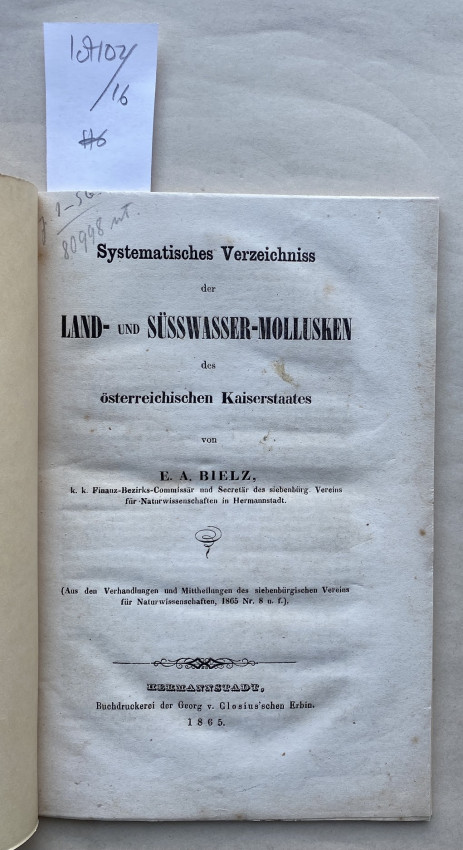 /16
80998
Systematisches Verzeichniss
der
LAND- UND SÜSSWASSER-MOLLUSKEN
des
österreichischen Kaiserstaates
von
E. A. BIELZ,
k. k. Finanz-Bezirks-Commissär und Secretär des siebenbürg. Vereins
für Naturwissenschaften in Hermannstadt.
(Aus den Verhandlungen und Mittheilungen des siebenbürgischen Vereins
für Naturwissenschaften, 1865 Nr. 8 u. f.).
HERMANNSTADT,
Buchdruckerei der Georg v. Closius'schen Erbin.
1865.